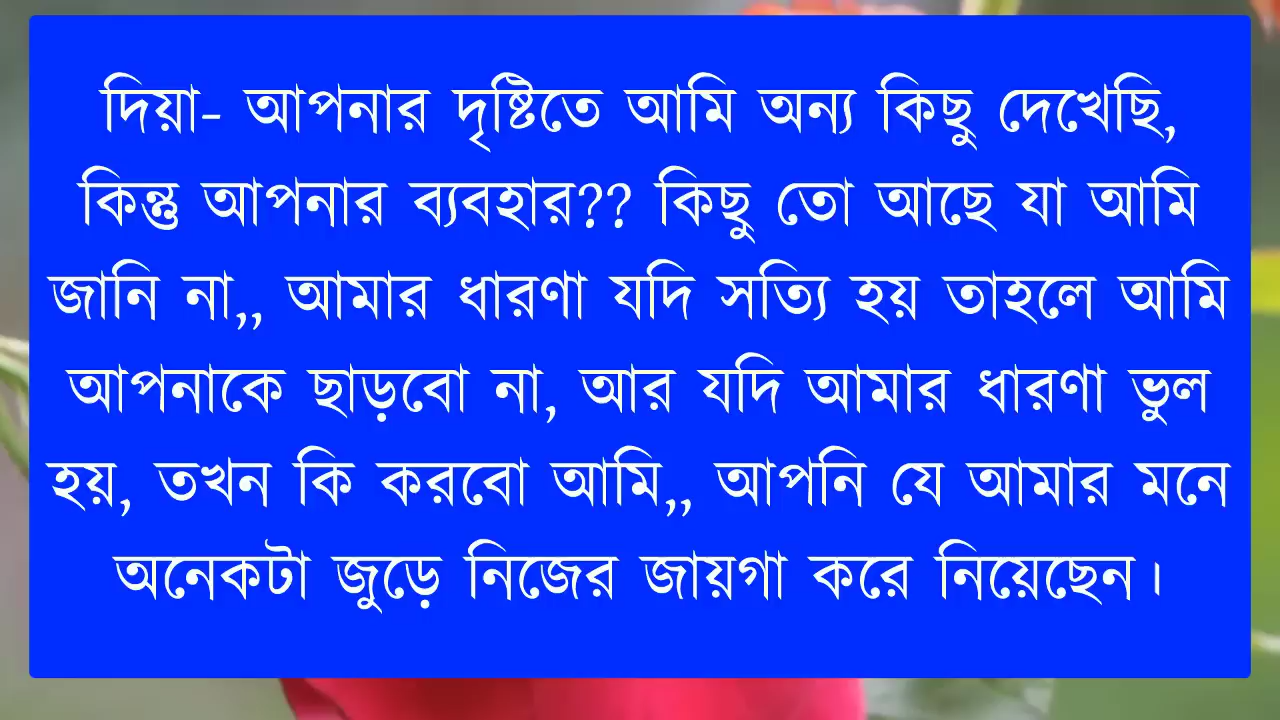 দিয়া- আপনার দৃষ্টিতে আমি অন্য কিছু দেখেছি,
কিন্তু আপনার ব্যবহার?? কিছু তো আছে যা আমি
জানি না,, আমার ধারণা যদি সত্যি হয় তাহলে আমি
আপনাকে ছাড়বো না, আর যদি আমার ধারণা ভুল
হয়, তখন কি করবো আমি,, আপনি যে আমার মনে
অনেকটা জুড়ে নিজের জায়গা করে নিয়েছেন।